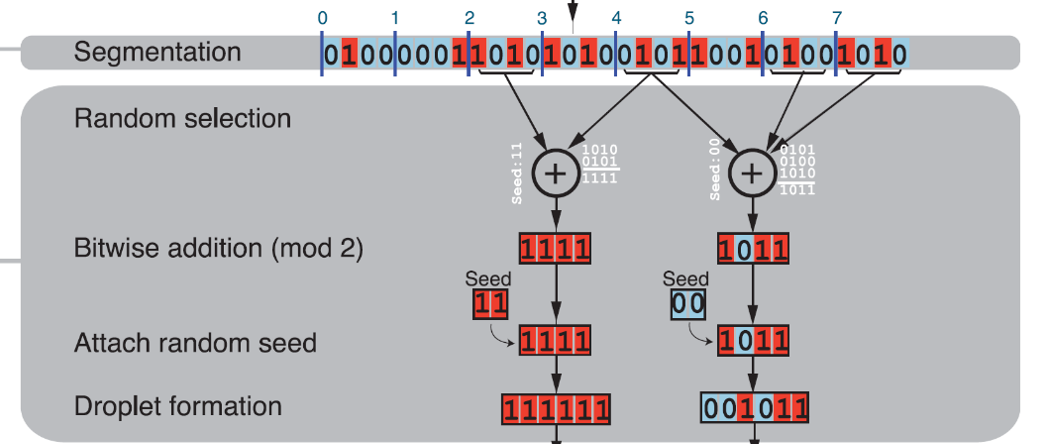 0 1 2 3 4 5 6 7
Segmentation
01000001101010100101100101001010
Random selection
Seed:11
+
1010
0101
1111
Seed:00
+
0101
0100
1010
1011
Bitwise addition (mod 2)
1111
1011
Seed
11
Seed
00
Attach random seed
1111
1011
Droplet formation
111111
001011